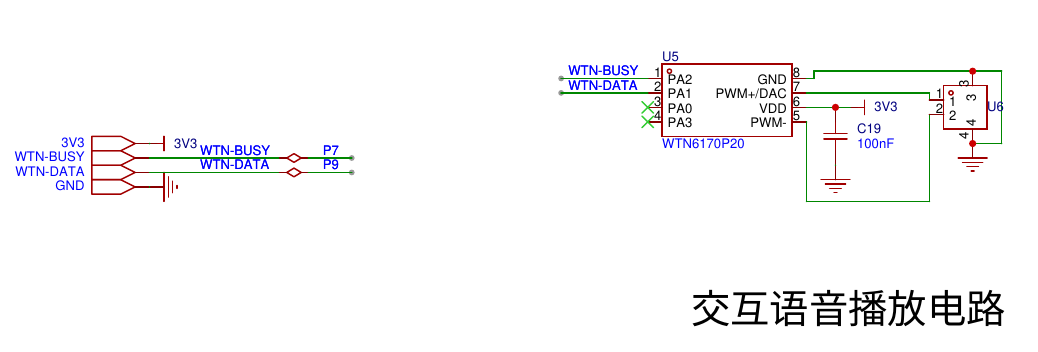 3V3
WTN-BUSY
WTN-DATA
GND
3V3
WTN-BUSY
WTN-DATA
P7
P9
U5
WTN-BUSY
WTN-DATA
1
2
3
4
PA2
PA1
PA0
PA3
GND
PWM+/DAC
VDD
PWM-
8
7
6
5
WTN6170P20
3V3
C19
100nF
1
2
1
2
3
3
4
4
U6
交互语音播放电路